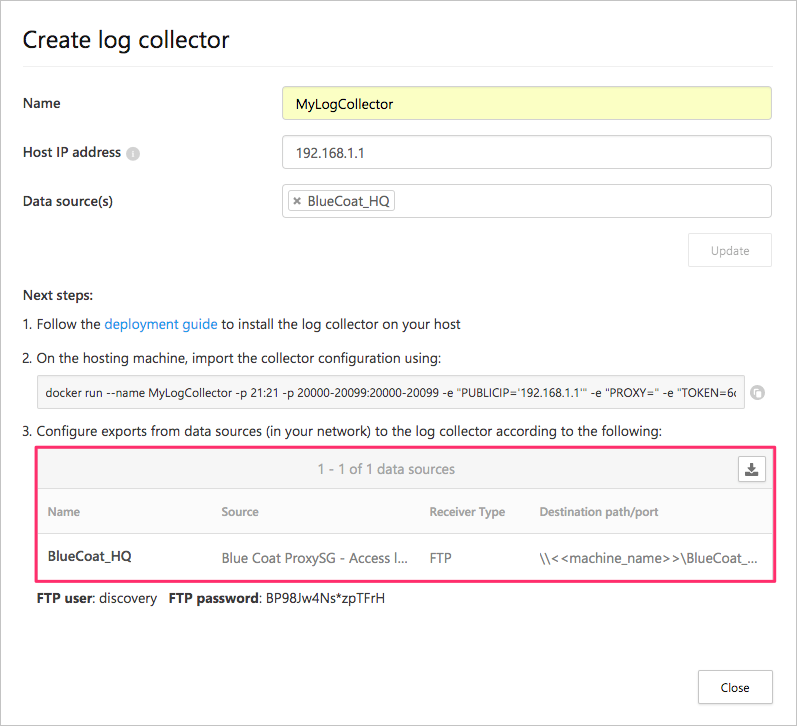 Create log collector
Name
MyLogCollector
Host IP address
192.168.1.1
Data source(s)
× BlueCoat_HQ
Update
Next steps:
1. Follow the deployment guide to install the log collector on your host
2. On the hosting machine, import the collector configuration using:
docker run --name MyLogCollector -p 21:21 -p 20000-20099:20000-20099 -e "PUBLICIP='192.168.1.1'" -e "PROXY=" -e "TOKEN=6c
3. Configure exports from data sources (in your network) to the log collector according to the following:
1 - 1 of 1 data sources
Name Source Receiver Type Destination path/port
BlueCoat_HQ Blue Coat ProxySG - Access l... FTP \\<<machine_name>>\BlueCoat_...
FTP user: discovery FTP password: BP98Jw4Ns*zpTFrH
Close